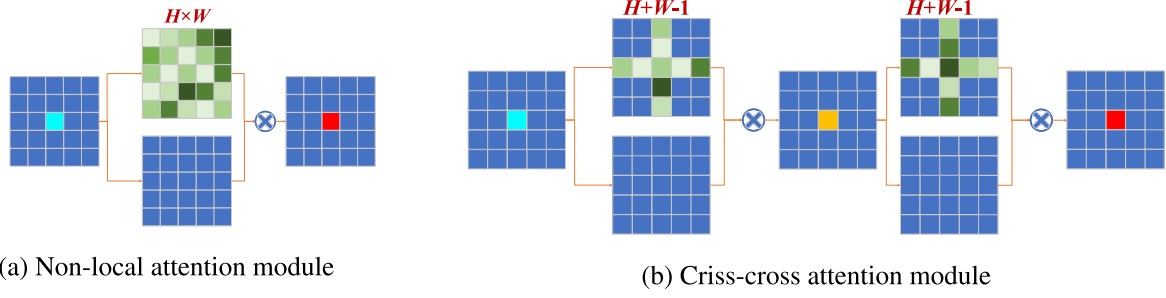 H×W
H+W-1
H+W-1
(a) Non-local attention module
(b) Criss-cross attention module